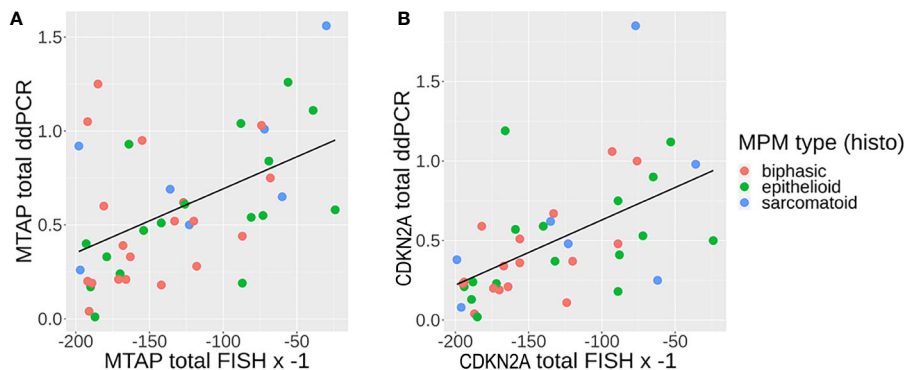 A
MTAP total ddPCR
1.5
1.0
0.5
0.0
-200 -150 -100 -50
MTAP total FISH x -1
B
CDKN2A total ddPCR
1.5
1.0
0.5
0.0
-200 -150 -100 -50
CDKN2A total FISH x -1
MPM type (histo)
biphasic
epithelioid
sarcomatoid